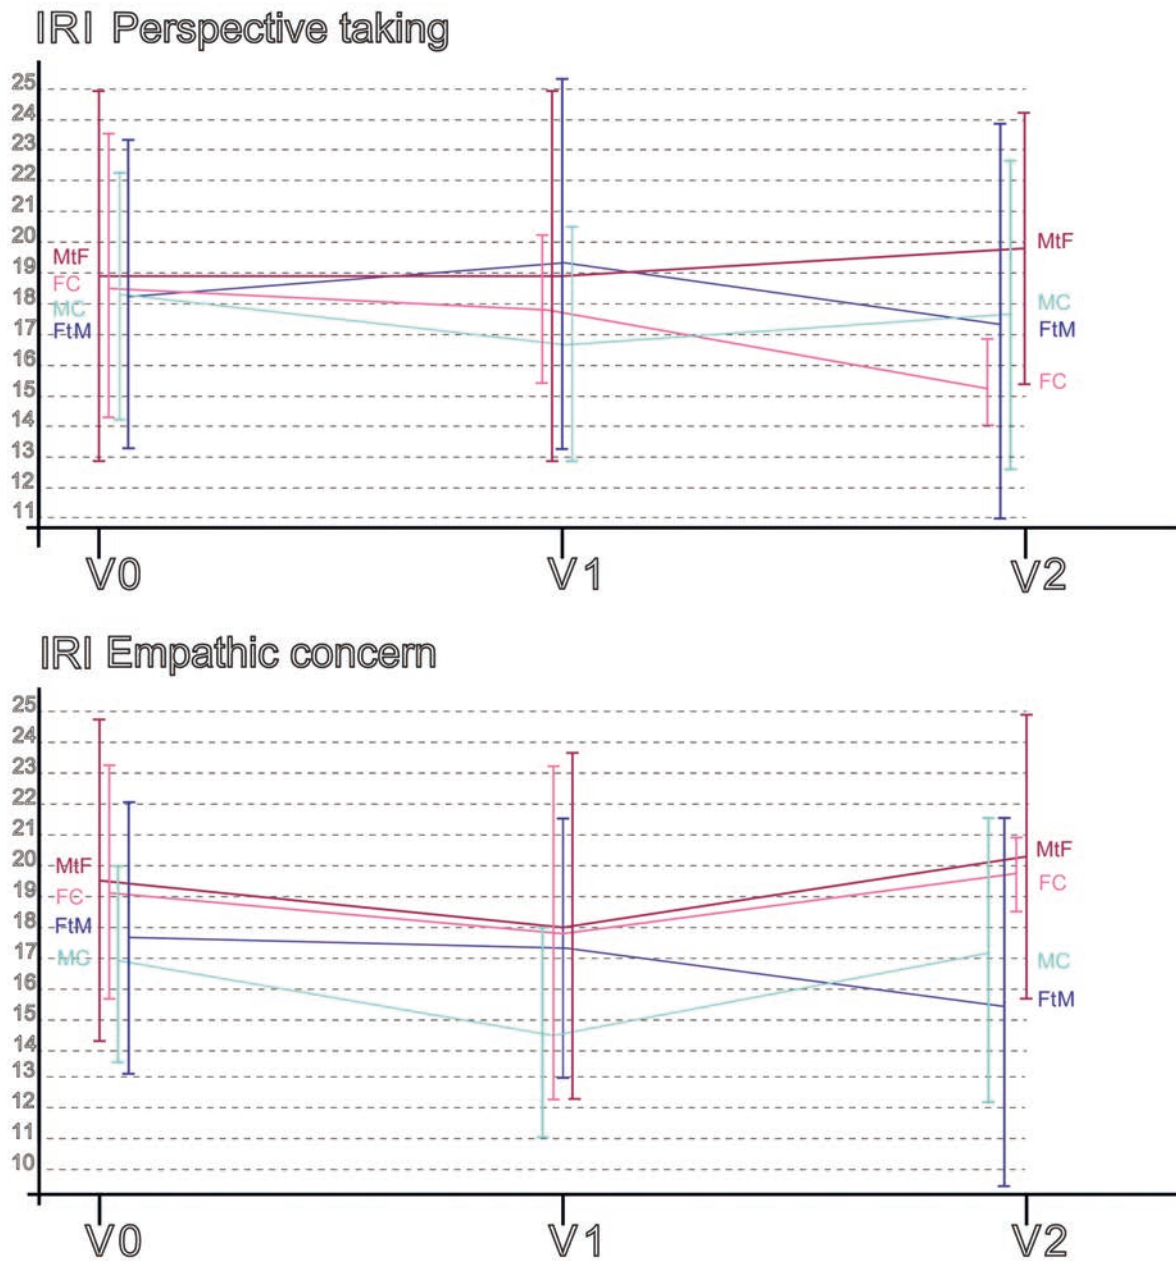 IRI Perspective taking
25
24
23
22
21
20
19
18
17
16
15
14
13
12
11
MtF
FC
MC
FtM
MtF
MC
FtM
FC
V0 V1 V2
IRI Empathic concern
25
24
23
22
21
20
19
18
17
16
15
14
13
12
11
10
MtF
FC
FtM
MC
MtF
FC
MC
FtM
V0 V1 V2